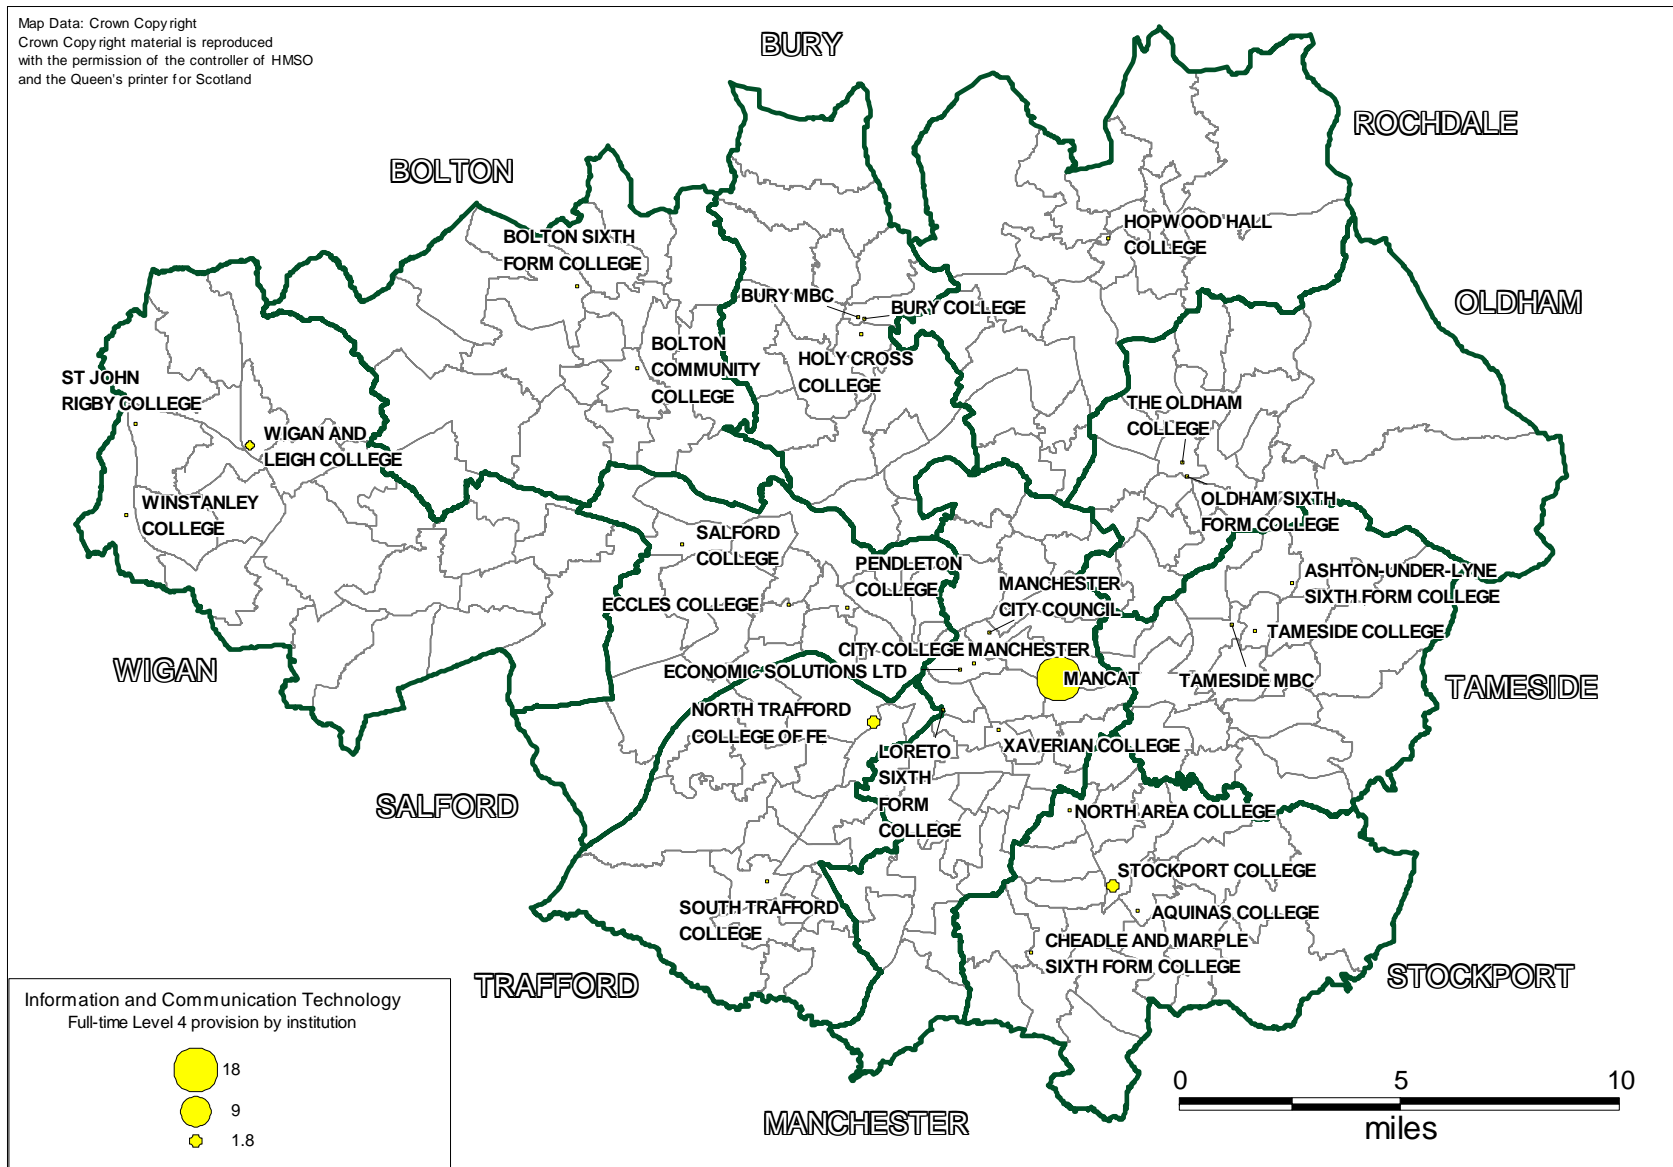 Map Data: Crown Copyright
Crown Copyright material is reproduced
with the permission of the controller of HMSO
and the Queen's printer for Scotland
BURY
ROCHDALE
BOLTON
HOPWOOD HALL
COLLEGE
BOLTON SIXTH
FORM COLLEGE
BURY MBC
BURY COLLEGE
OLDHAM
BOLTON
COMMUNITY
COLLEGE
HOLY CROSS
COLLEGE
ST JOHN
RIGBY COLLEGE
THE OLDHAM
COLLEGE
WIGAN AND
LEIGH COLLEGE
WINSTANLEY
COLLEGE
OLDHAM SIXTH
FORM COLLEGE
SALFORD
COLLEGE
PENDLETON
COLLEGE
MANCHESTER
CITY COUNCIL
ASHTON-UNDER-LYNE
SIXTH FORM COLLEGE
ECCLES COLLEGE
TAMESIDE COLLEGE
CITY COLLEGE MANCHESTER
WIGAN
ECONOMIC SOLUTIONS LTD
MANCAT
TAMESIDE MBC
TAMESIDE
NORTH TRAFFORD
COLLEGE OF FE
LORETO
SIXTH
FORM
COLLEGE
XAVERIAN COLLEGE
SALFORD
NORTH AREA COLLEGE
STOCKPORT COLLEGE
SOUTH TRAFFORD
COLLEGE
AQUINAS COLLEGE
CHEADLE AND MARPLE
SIXTH FORM COLLEGE
TRAFFORD
STOCKPORT
Information and Communication Technology
Full-time Level 4 provision by institution
18
9
1.8
MANCHESTER
0 5 10
miles